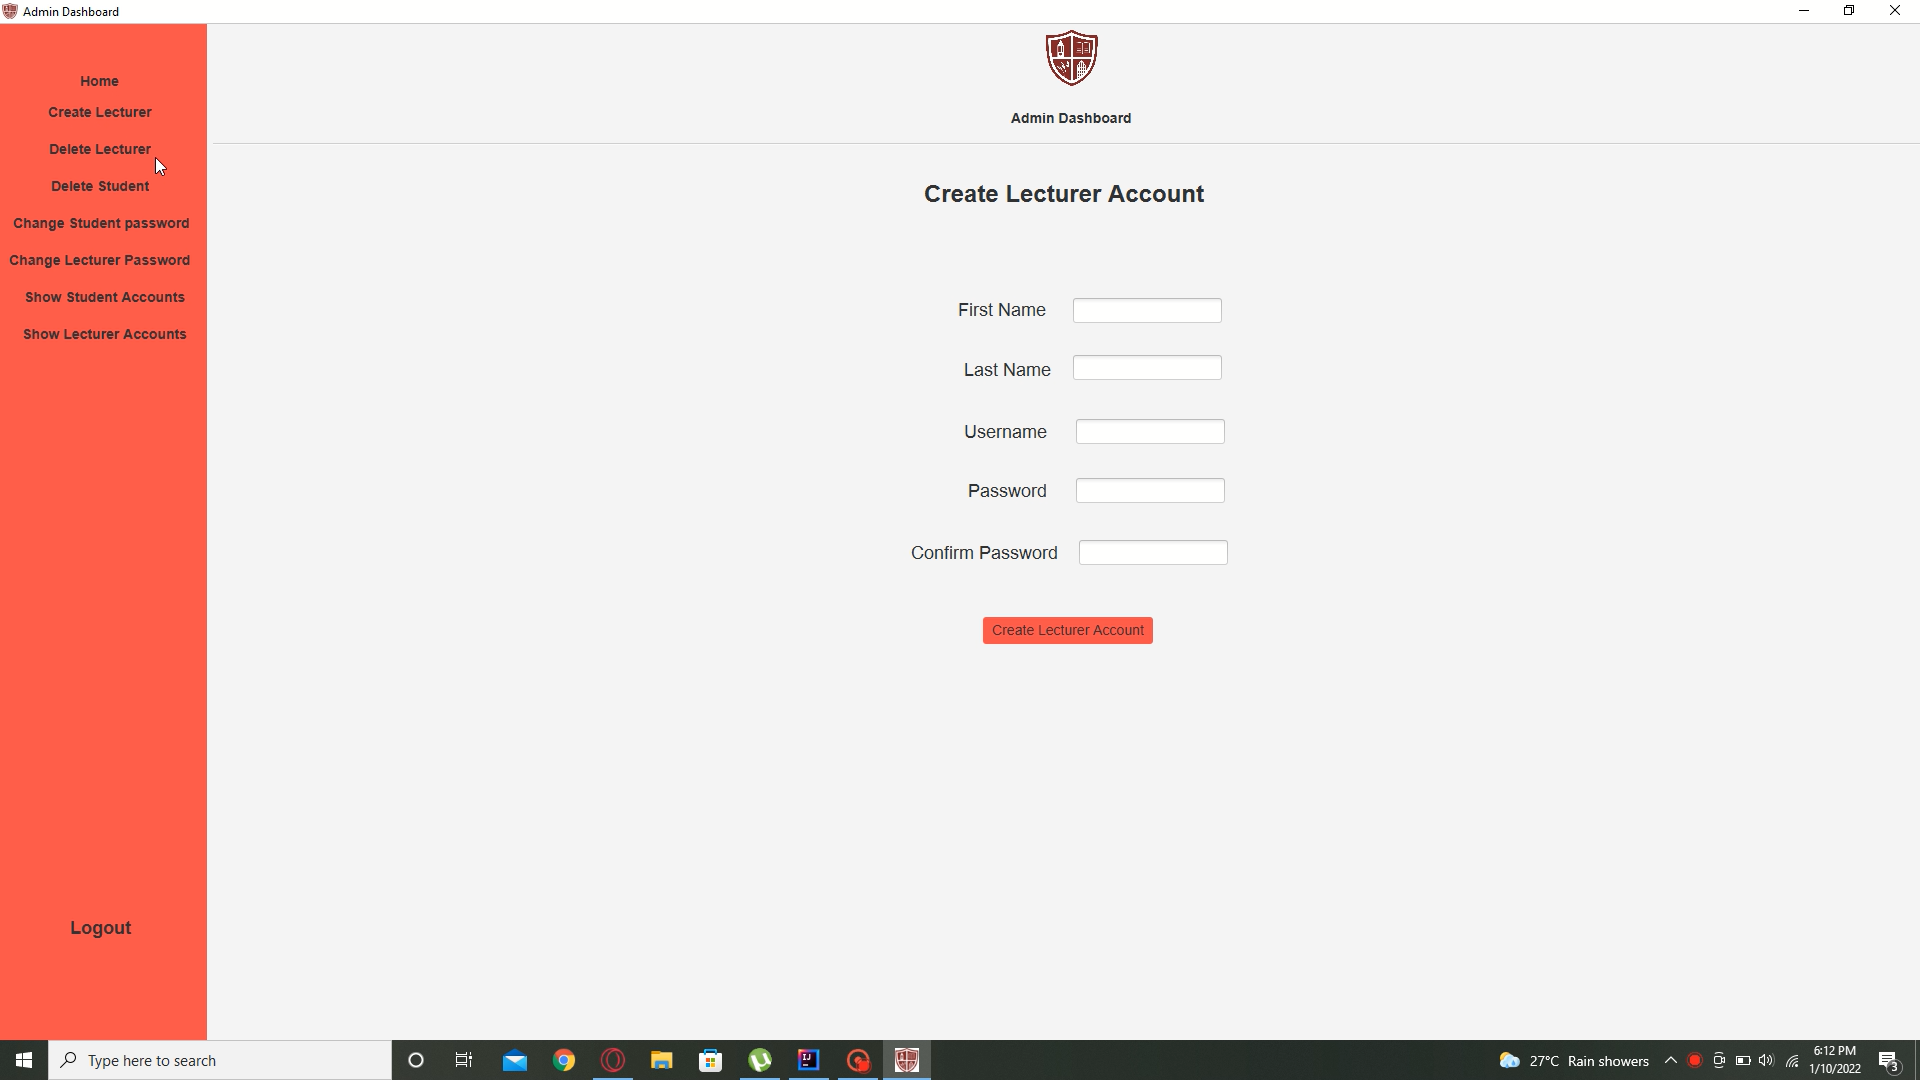 Admin Dashboard
Home
Create Lecturer
Delete Lecturer
Delete Student
Change Student password
Change Lecturer Password
Show Student Accounts
Show Lecturer Accounts
Logout
Admin Dashboard
Create Lecturer Account
First Name
Last Name
Username
Password
Confirm Password
Create Lecturer Account
Type here to search
27°C Rain showers
6:12 PM
1/10/2022
3